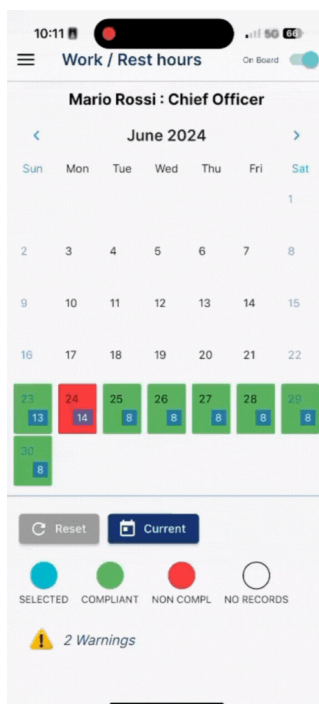 10:11 5G 66
Work / Rest hours On Board
Mario Rossi : Chief Officer
< June 2024 >
Sun Mon Tue Wed Thu Fri Sat
1
2 3 4 5 6 7 8
9 10 11 12 13 14 15
16 17 18 19 20 21 22
23 24 25 26 27 28 29
13 14 8 8 8 8 8
30
8
Reset Current
SELECTED COMPLIANT NON COMPL NO RECORDS
2 Warnings